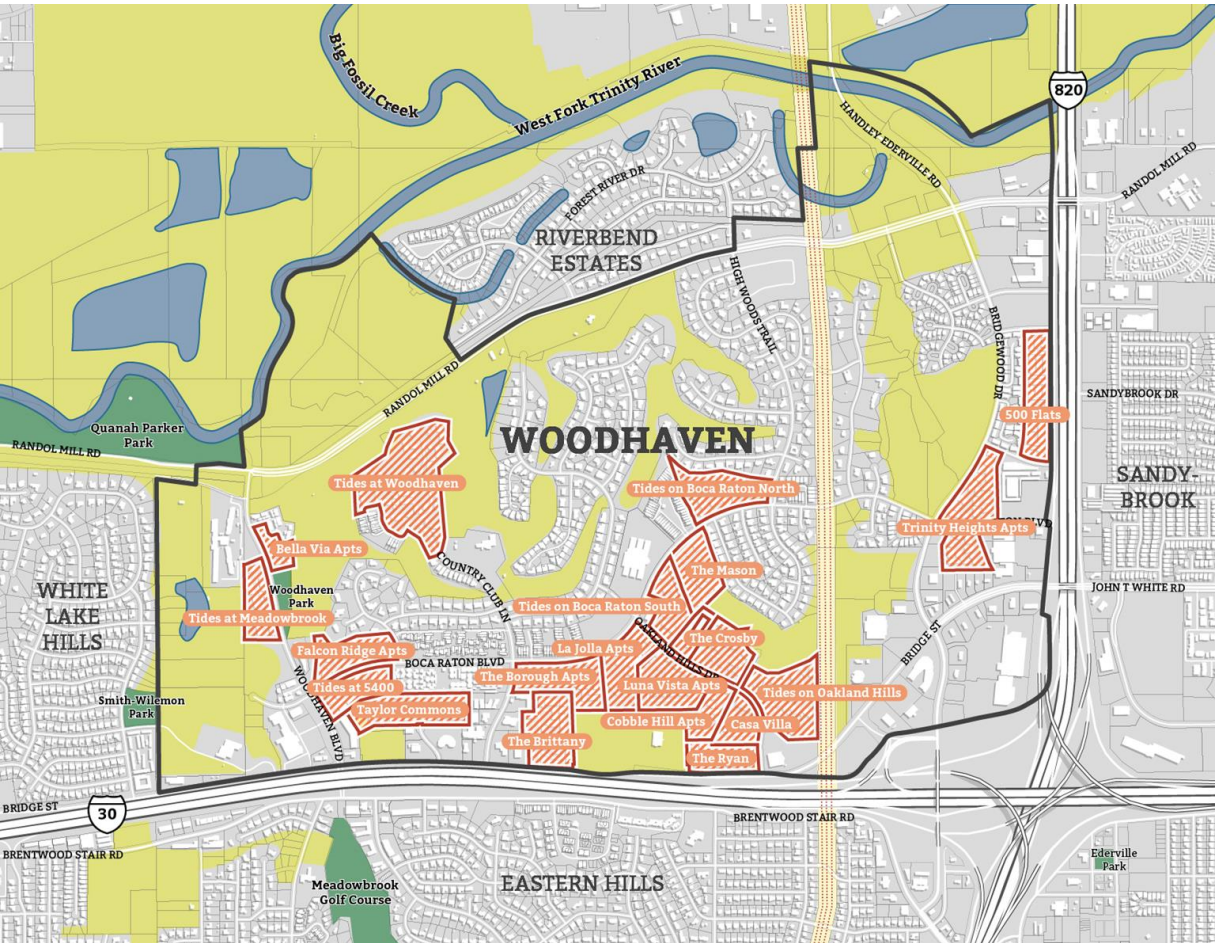 Big Fossil Creek
West Fork Trinity River
820
HANDLEY EDERVILLE RD
RANDOL MILL RD
FOREST RIVER DR
RIVERBEND
ESTATES
HIGH WOODS TRAIL
BRIDGEWOOD DR
RANDOL MILL RD
SANDYBROOK DR
500 Flats
Quanah Parker
Park
RANDOL MILL RD
WOODHAVEN
SANDY-
BROOK
Tides at Woodhaven
Tides on Boca Raton North
Trinity Heights Apts
BLVD
Bella Via Apts
COUNTRY CLUB LN
The Mason
WHITE
LAKE
HILLS
Woodhaven
Park
JOHN T WHITE RD
Tides at Meadowbrook
Tides on Boca Raton South
OAKLAND HILLS DR
The Crosby
BRIDGE ST
Falcon Ridge Apts
La Jolla Apts
BOCA RATON BLVD
The Borough Apts
Tides at 5400
WOODHAVEN BLVD
Luna Vista Apts
Tides on Oakland Hills
Smith-Wilemon
Park
Taylor Commons
Cobble Hill Apts
Casa Villa
The Brittany
The Ryan
BRIDGE ST
30
BRENTWOOD STAIR RD
BRENTWOOD STAIR RD
Ederville
Park
Meadowbrook
Golf Course
EASTERN HILLS